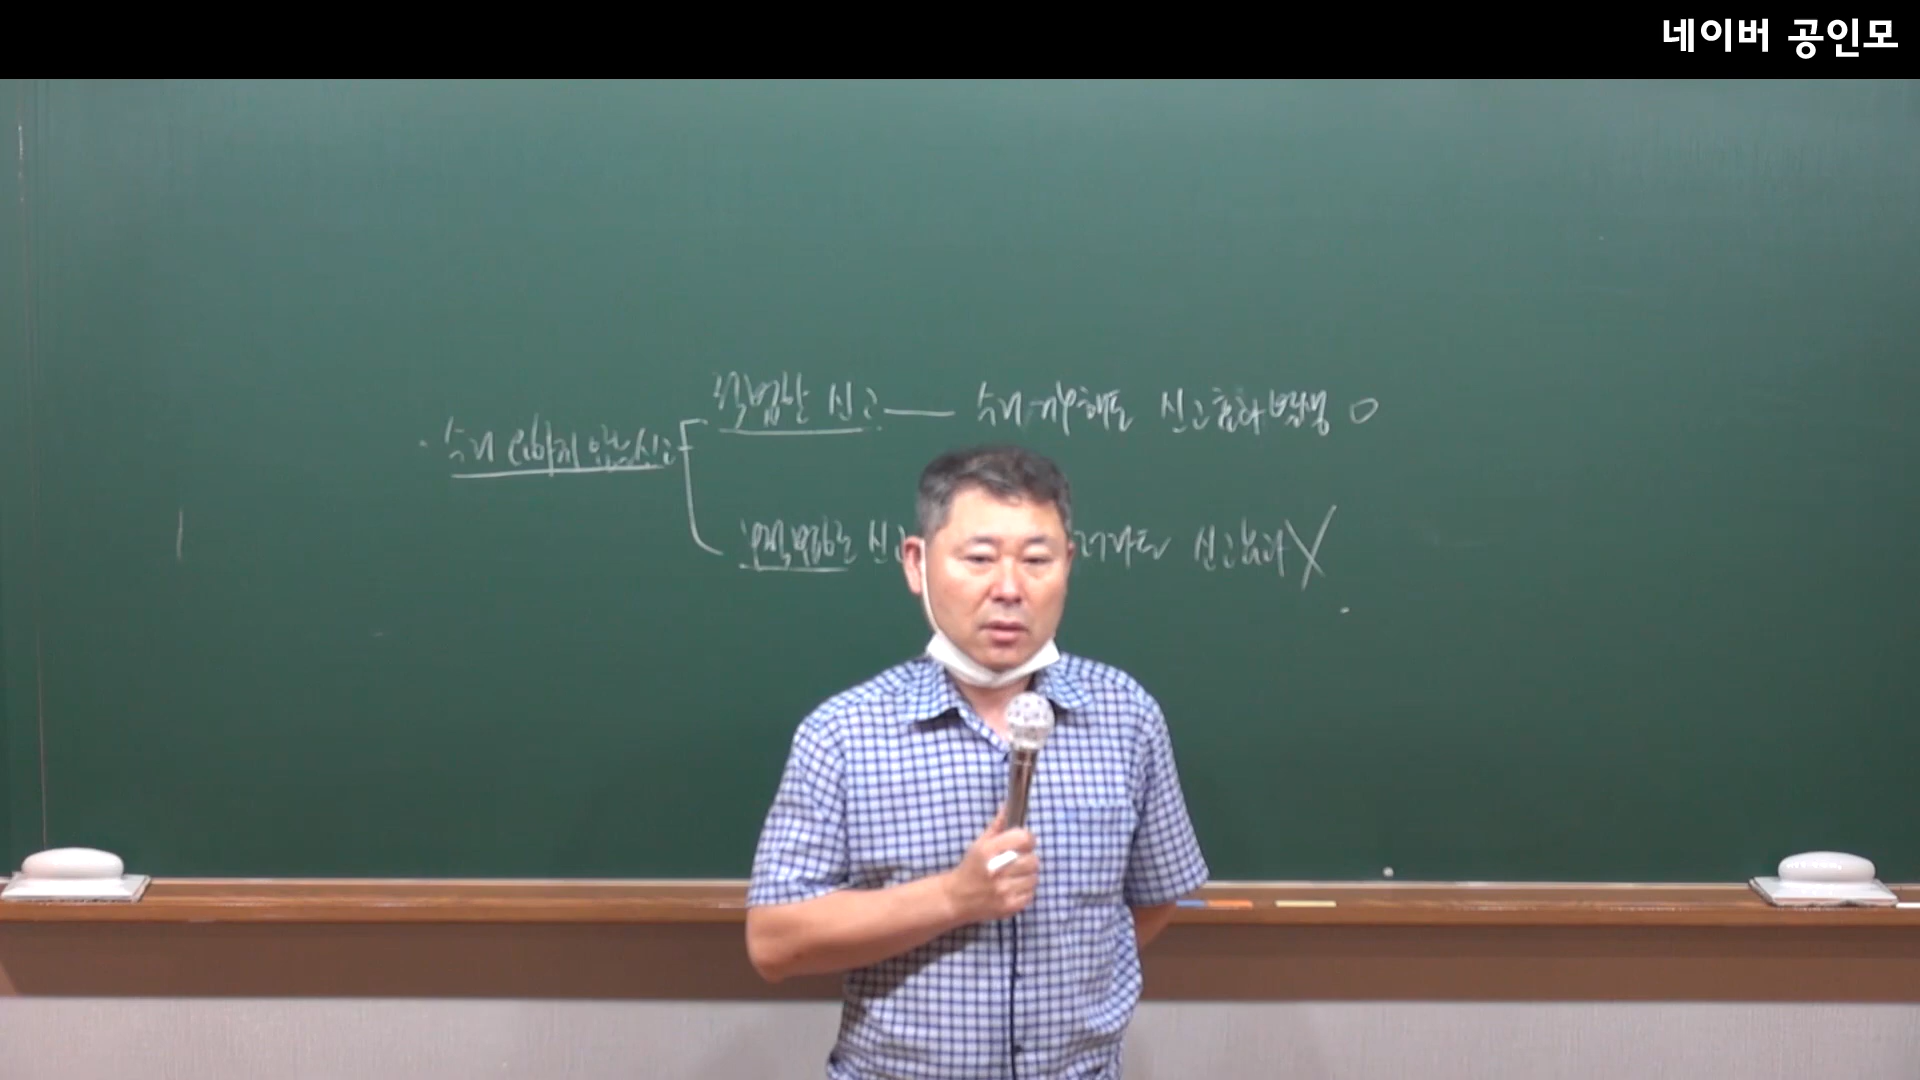 네이버 공인모
적법한 신고 — 수리거부해도 신고효과발생 O
· 수리 요하지 않는 신고
부적법한 신고 신고효과 X